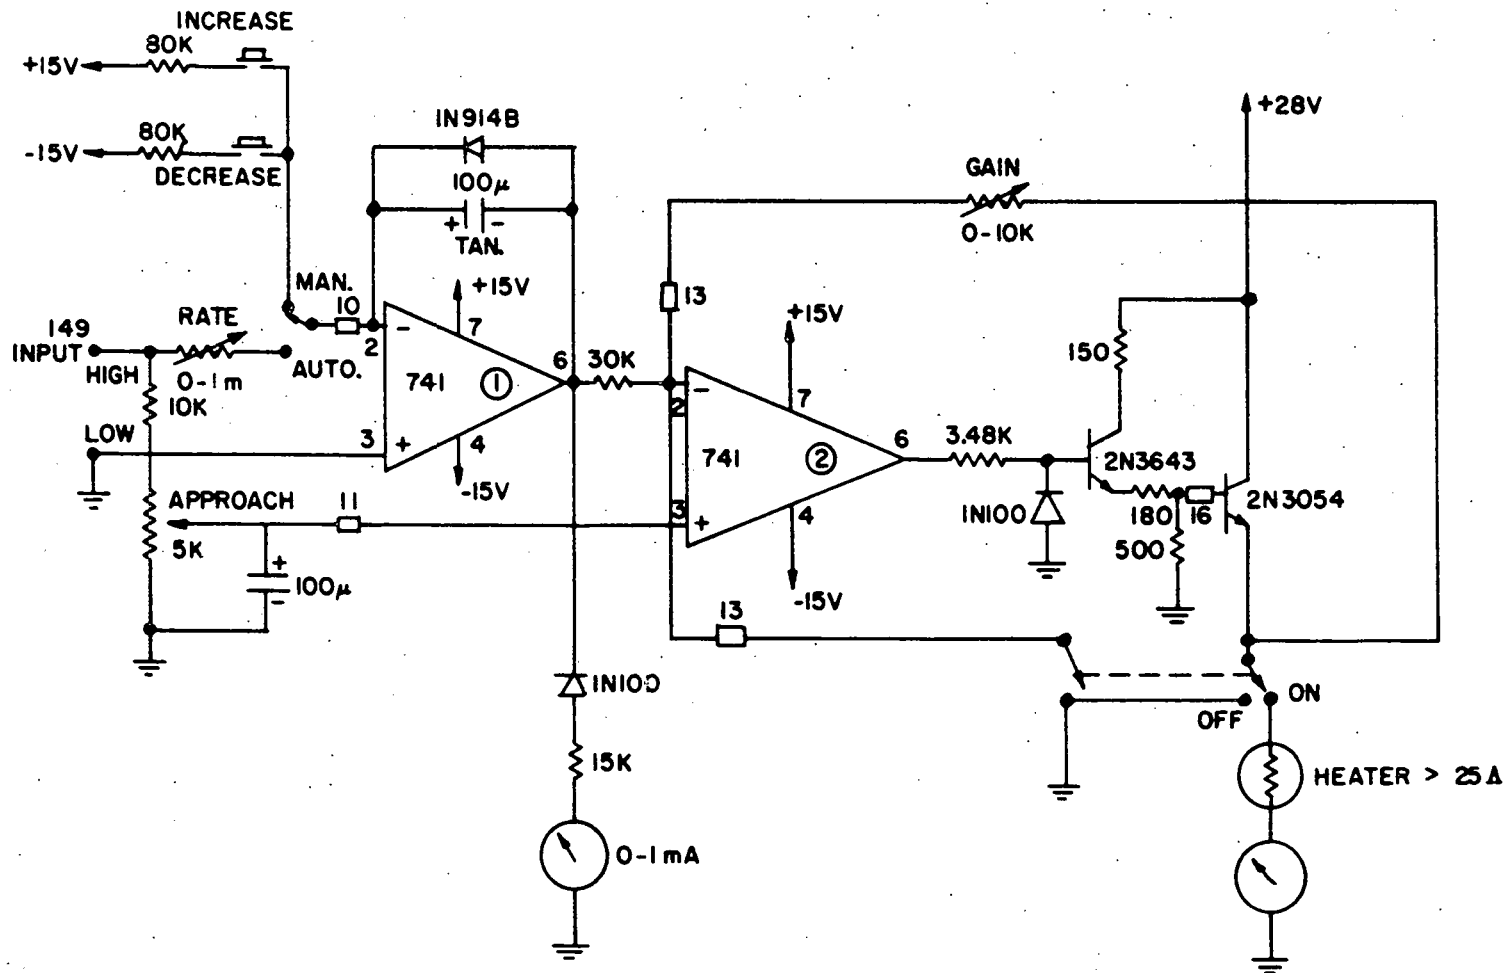 INCREASE
80K
+15V
80K
-15V
DECREASE
IN914B
100μ
+ -
TAN.
GAIN
0-10K
+28V
MAN.
10
13
+15V
7
149
INPUT
HIGH
RATE
0-1m
AUTO.
2
-
741
①
6
30K
10K
LOW
3
+
4
-15V
+15V
7
2
-
741
②
6
3.48K
150
2N3643
APPROACH
5K
11
3
+
4
-15V
IN100
180
16
2N3054
500
+
100μ
-
13
IN100
ON
OFF
15K
HEATER > 25Ω
0-1mA